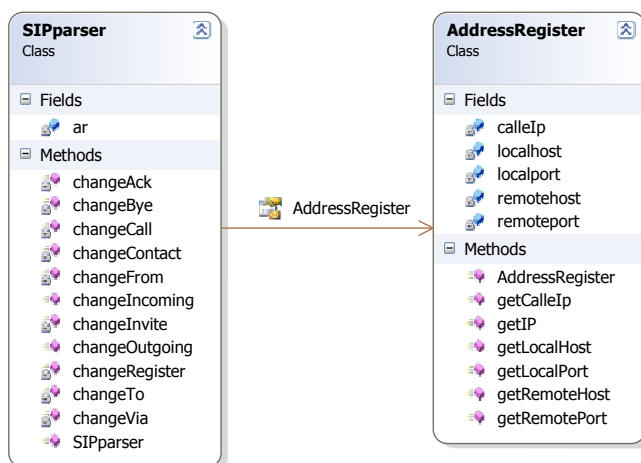 SIPparser
Class
Fields
ar
Methods
changeAck
changeBye
changeCall
changeContact
changeFrom
changeIncoming
changeInvite
changeOutgoing
changeRegister
changeTo
changeVia
SIPparser
AddressRegister
AddressRegister
Class
Fields
calleIp
localhost
localport
remotehost
remoteport
Methods
AddressRegister
getCalleIp
getIP
getLocalHost
getLocalPort
getRemoteHost
getRemotePort